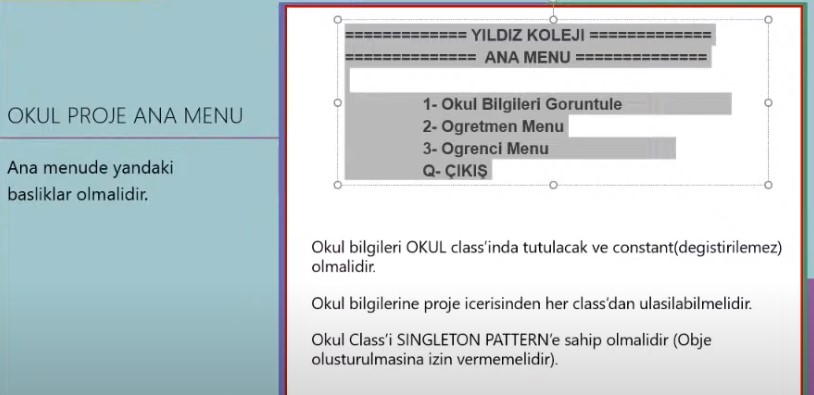 OKUL PROJE ANA MENU
Ana menude yandaki
basliklar olmalidir.
============= YILDIZ KOLEJI =============
============== ANA MENU ==============
1- Okul Bilgileri Goruntule
2- Ogretmen Menu
3- Ogrenci Menu
Q- ÇIKIŞ
Okul bilgileri OKUL class'inda tutulacak ve constant(degistirilemez)
olmalidir.
Okul bilgilerine proje icerisinden her class'dan ulasilabilmelidir.
Okul Class'i SINGLETON PATTERN'e sahip olmalidir (Obje
olusturulmasina izin vermemelidir).